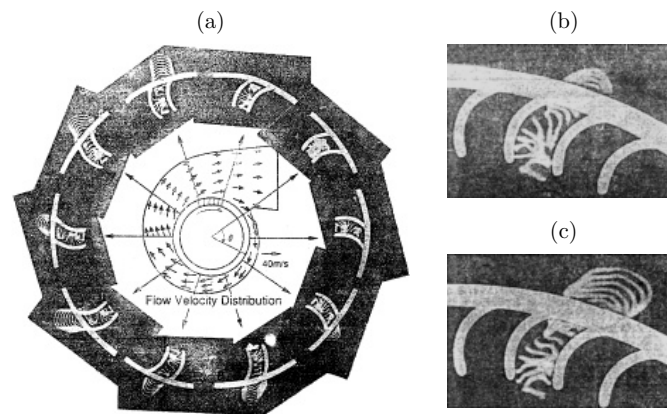 (a)
(b)
(c)
θ
40m/s
Flow Velocity Distribution